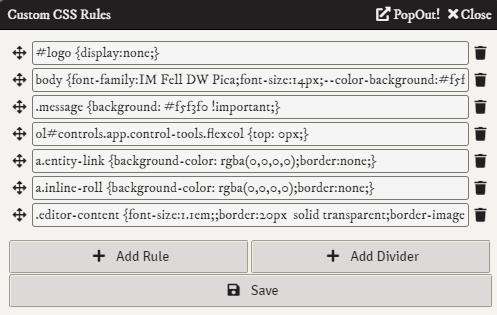 Custom CSS Rules PopOut! Close
#logo {display:none;}
body {font-family:IM Fell DW Pica;font-size:14px;--color-background:#f5f
.message {background: #f5f3f0 !important;}
ol#controls.app.control-tools.flexcol {top: 0px;}
a.entity-link {background-color: rgba(0,0,0,0);border:none;}
a.inline-roll {background-color: rgba(0,0,0,0);border:none;}
.editor-content {font-size:1.1em;;border:20px solid transparent;border-image
Add Rule Add Divider
Save